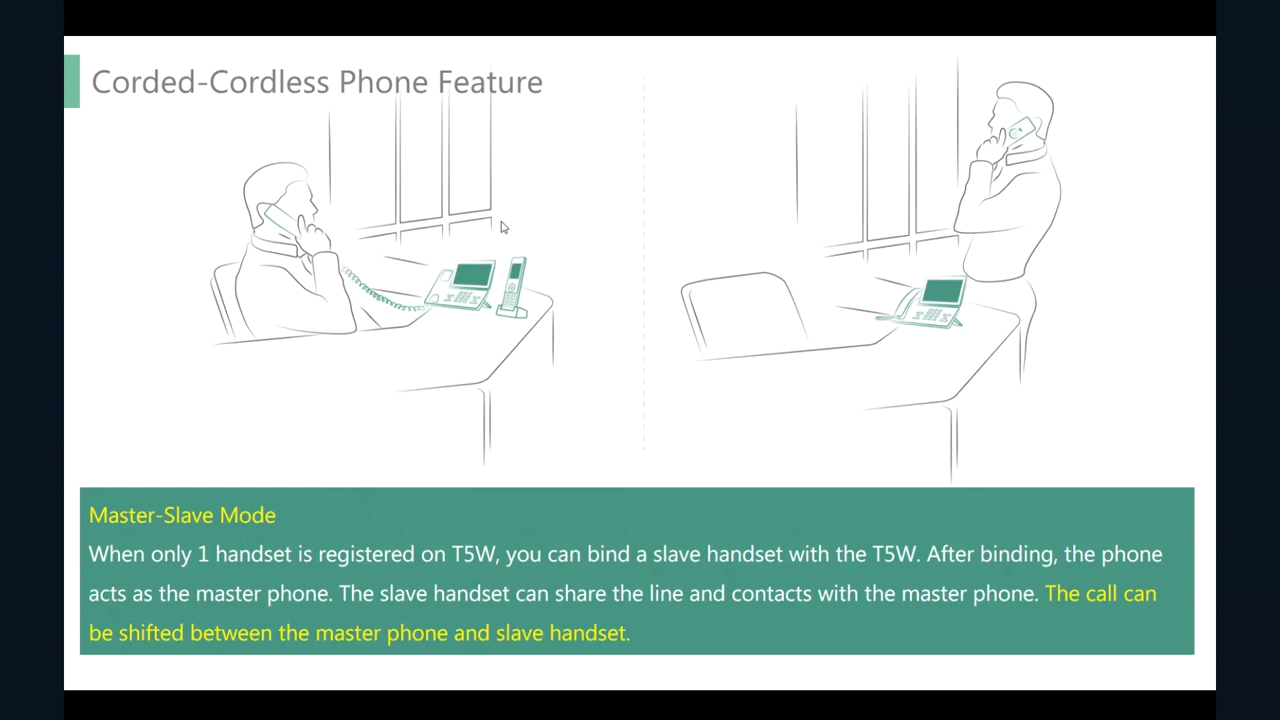 Corded-Cordless Phone Feature
Master-Slave Mode
When only 1 handset is registered on T5W, you can bind a slave handset with the T5W. After binding, the phone
acts as the master phone. The slave handset can share the line and contacts with the master phone. The call can
be shifted between the master phone and slave handset.